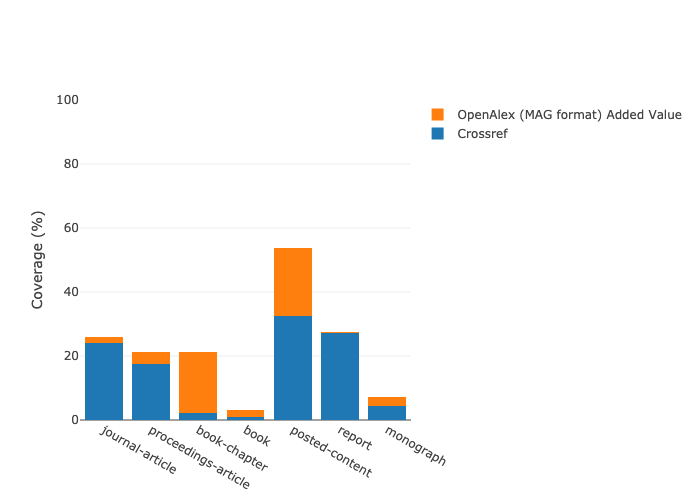 100
80
60
40
20
0
Coverage (%)
journal-article
proceedings-article
book-chapter
book
posted-content
report
monograph
OpenAlex (MAG format) Added Value
Crossref